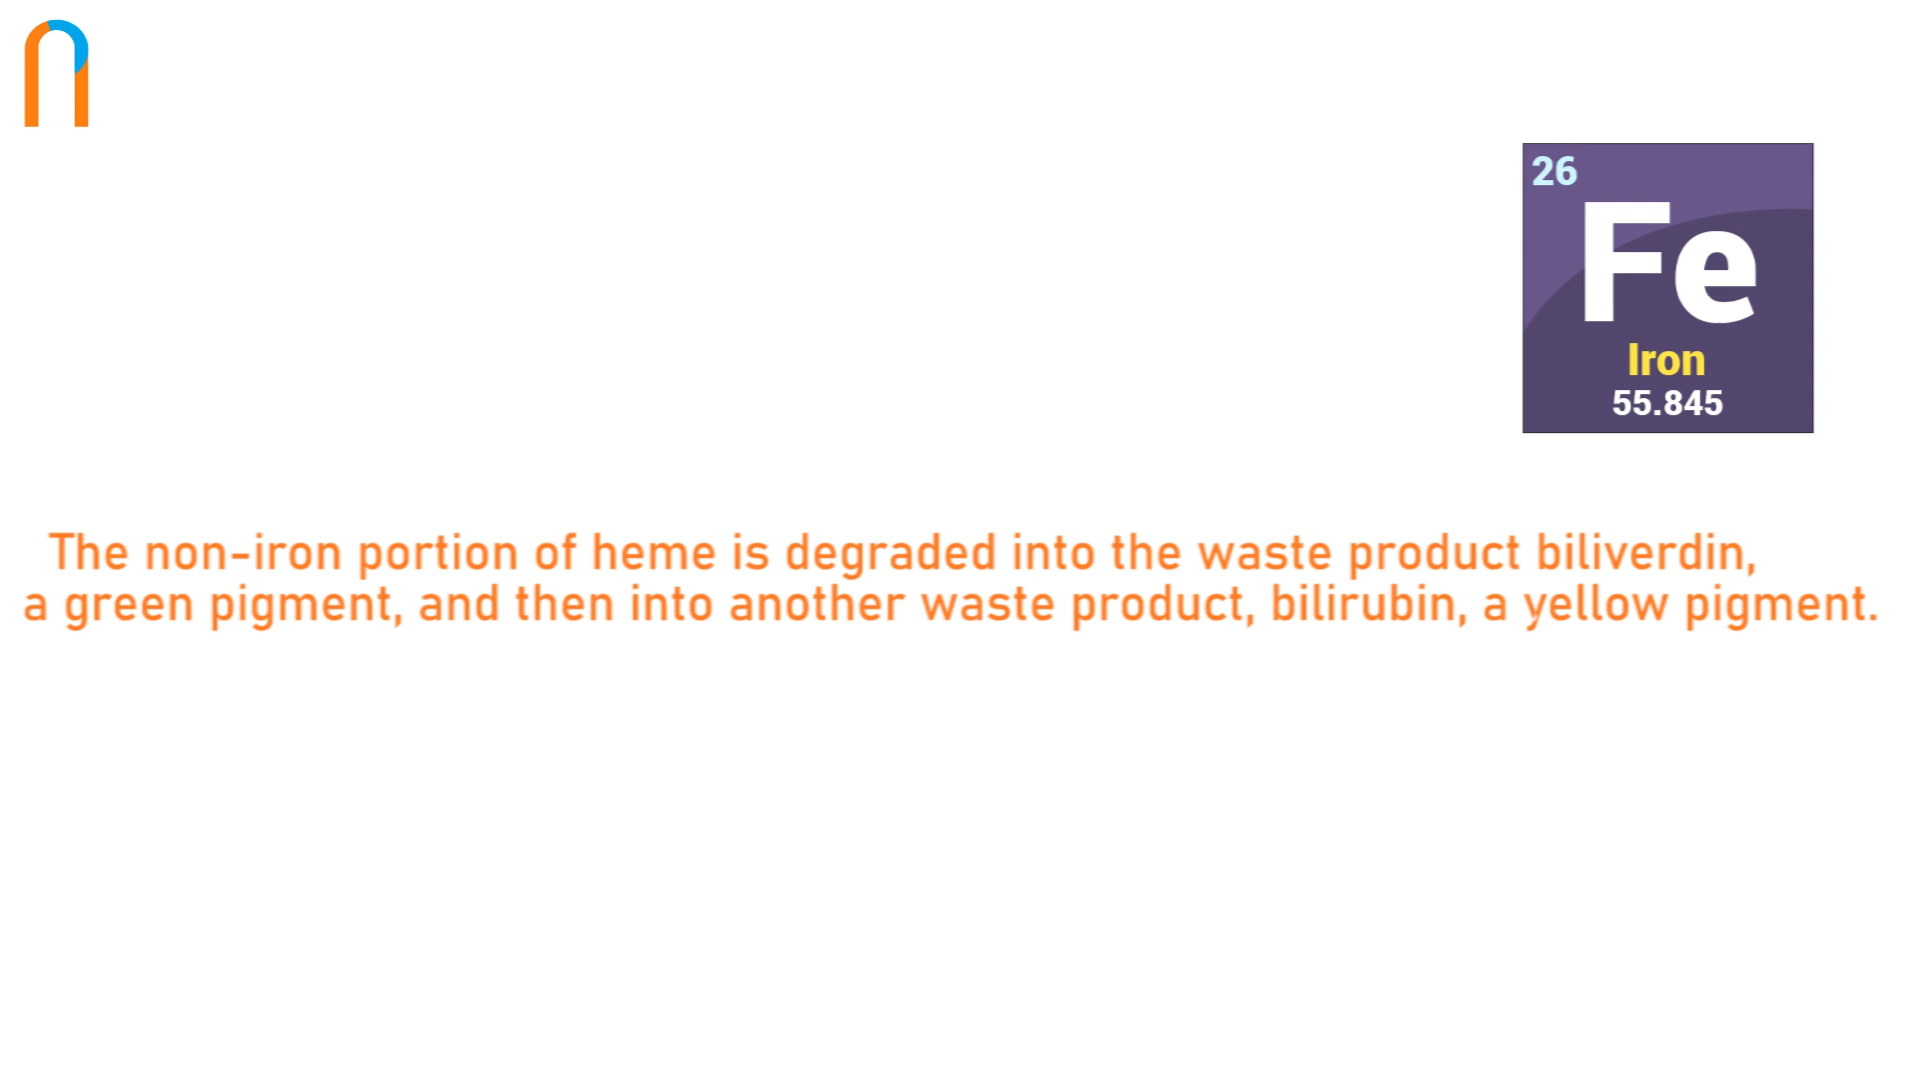 26
Fe
Iron
55.845
The non-iron portion of heme is degraded into the waste product biliverdin,
a green pigment, and then into another waste product, bilirubin, a yellow pigment.